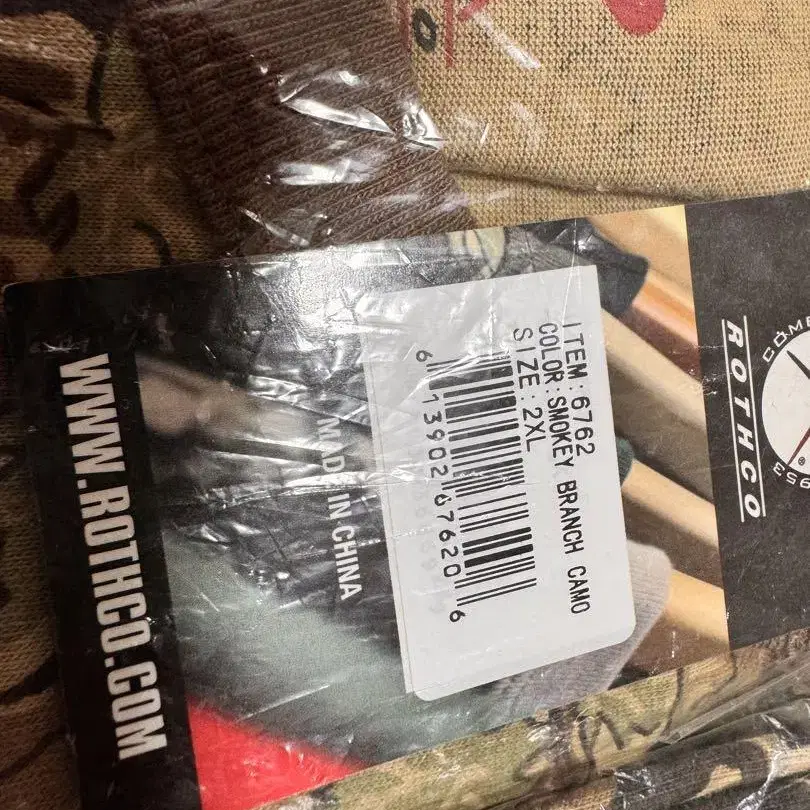 ITEM:6762
COLOR:SMOKEY BRANCH CAMO
SIZE:2XL
6 13902 67620 6
MADE IN CHINA
WWW.ROTHCO.COM
ROTHCO
®